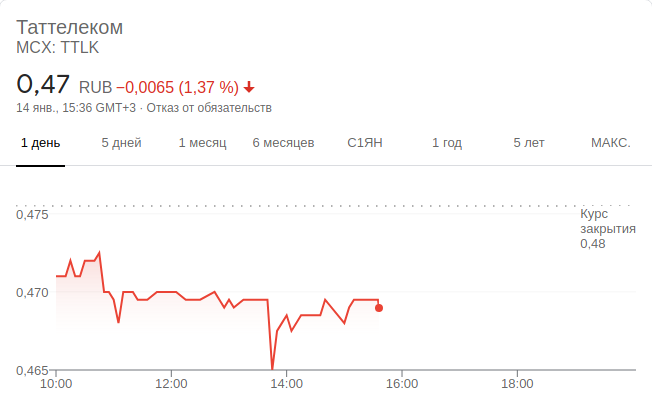 Таттелеком
MCX: TTLK
0,47 RUB −0,0065 (1,37 %)
14 янв., 15:36 GMT+3 · Отказ от обязательств
1 день 5 дней 1 месяц 6 месяцев С1ЯН 1 год 5 лет МАКС.
0,475
Курс
закрытия
0,48
0,470
0,465
10:00 12:00 14:00 16:00 18:00